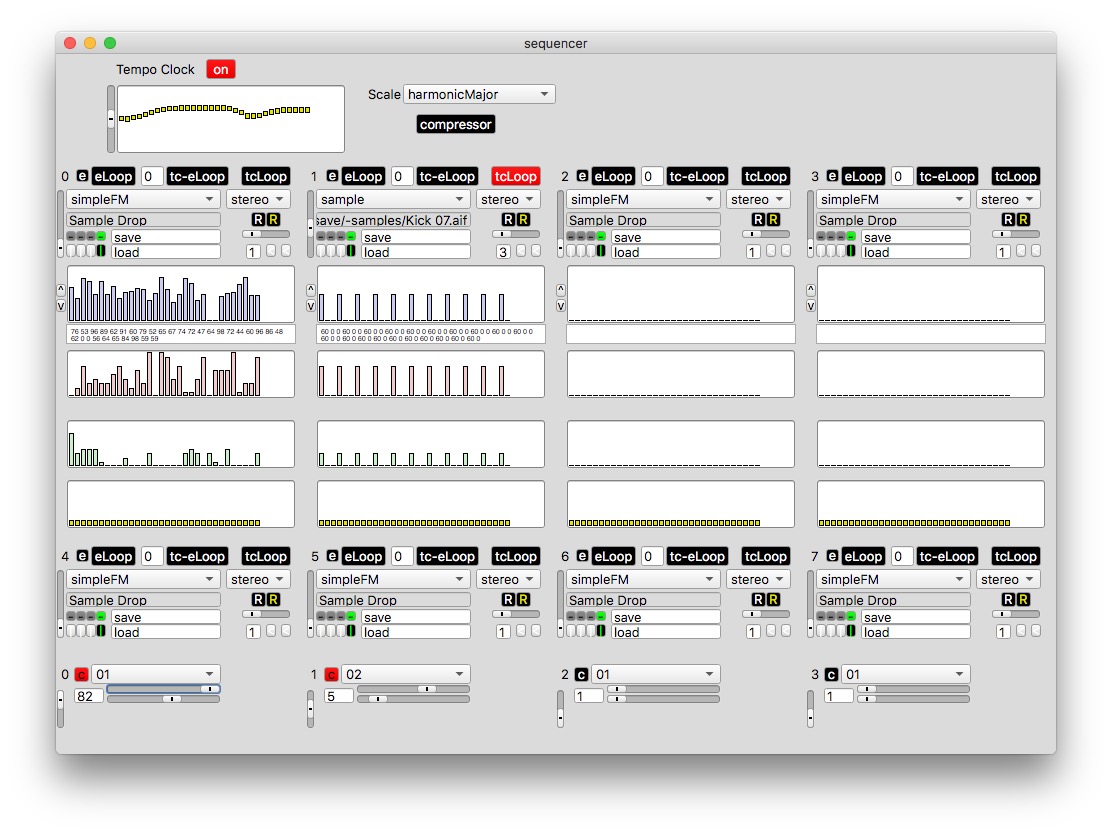 sequencer
Tempo Clock on
Scale harmonicMajor
compressor
0 e eLoop 0 tc-eLoop tcLoop 1 e eLoop 0 tc-eLoop tcLoop 2 e eLoop 0 tc-eLoop tcLoop 3 e eLoop 0 tc-eLoop tcLoop
simpleFM stereo sample stereo simpleFM stereo simpleFM stereo
Sample Drop R R save/-samples/Kick 07.aif R R Sample Drop R R Sample Drop R R
save save save save
load 1 < < load 3 < < load 1 < < load 1 < <
^ ^ ^ ^
v v v v
76 53 96 89 62 91 60 79 52 65 67 74 72 47 64 98 72 44 60 96 86 48 60 0 0 60 0 0 60 0 0 60 0 0 60 0 0 60 0 0 60 0 0 60 0 0 60 0 0
62 0 0 56 64 65 84 98 59 59 60 0 0 60 0 0 60 0 0 60 0 0 60 0 0 60 0 0 60 0 0 60 0
4 e eLoop 0 tc-eLoop tcLoop 5 e eLoop 0 tc-eLoop tcLoop 6 e eLoop 0 tc-eLoop tcLoop 7 e eLoop 0 tc-eLoop tcLoop
simpleFM stereo simpleFM stereo simpleFM stereo simpleFM stereo
Sample Drop R R Sample Drop R R Sample Drop R R Sample Drop R R
save save save save
load 1 < < load 1 < < load 1 < < load 1 < <
0 c 01 1 c 02 2 c 01 3 c 01
82 5 1 1